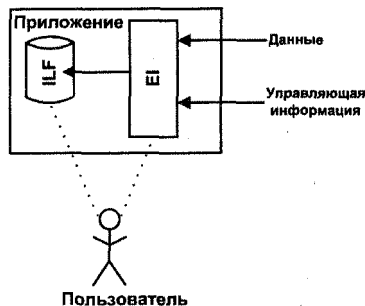 Приложение
ILF
EI
Данные
Управляющая
информация
Пользователь